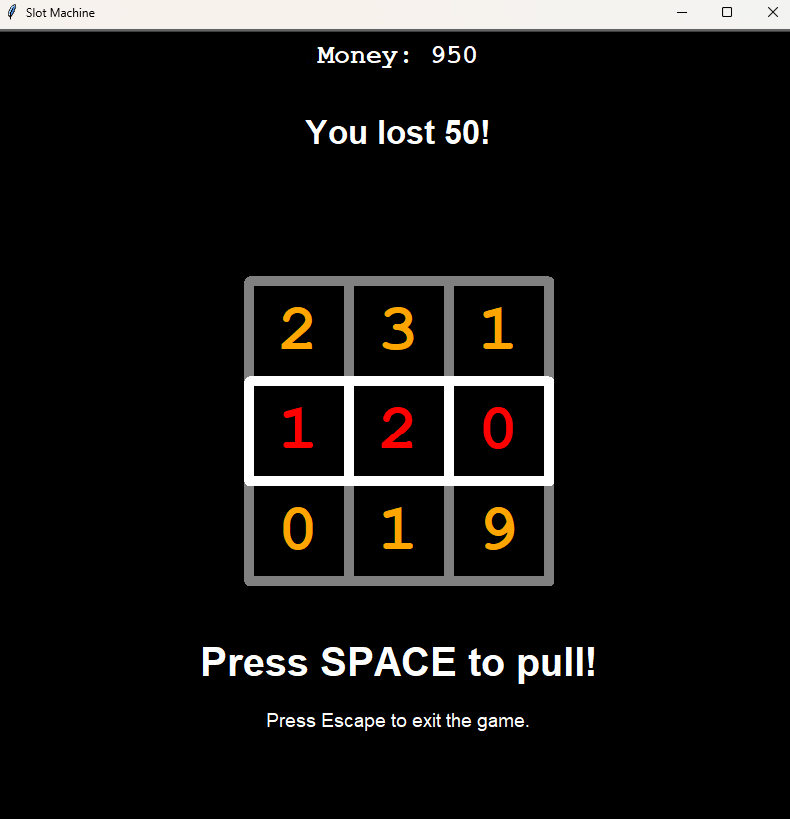 Slot Machine
Money: 950
You lost 50!
2 3 1
1 2 0
0 1 9
Press SPACE to pull!
Press Escape to exit the game.